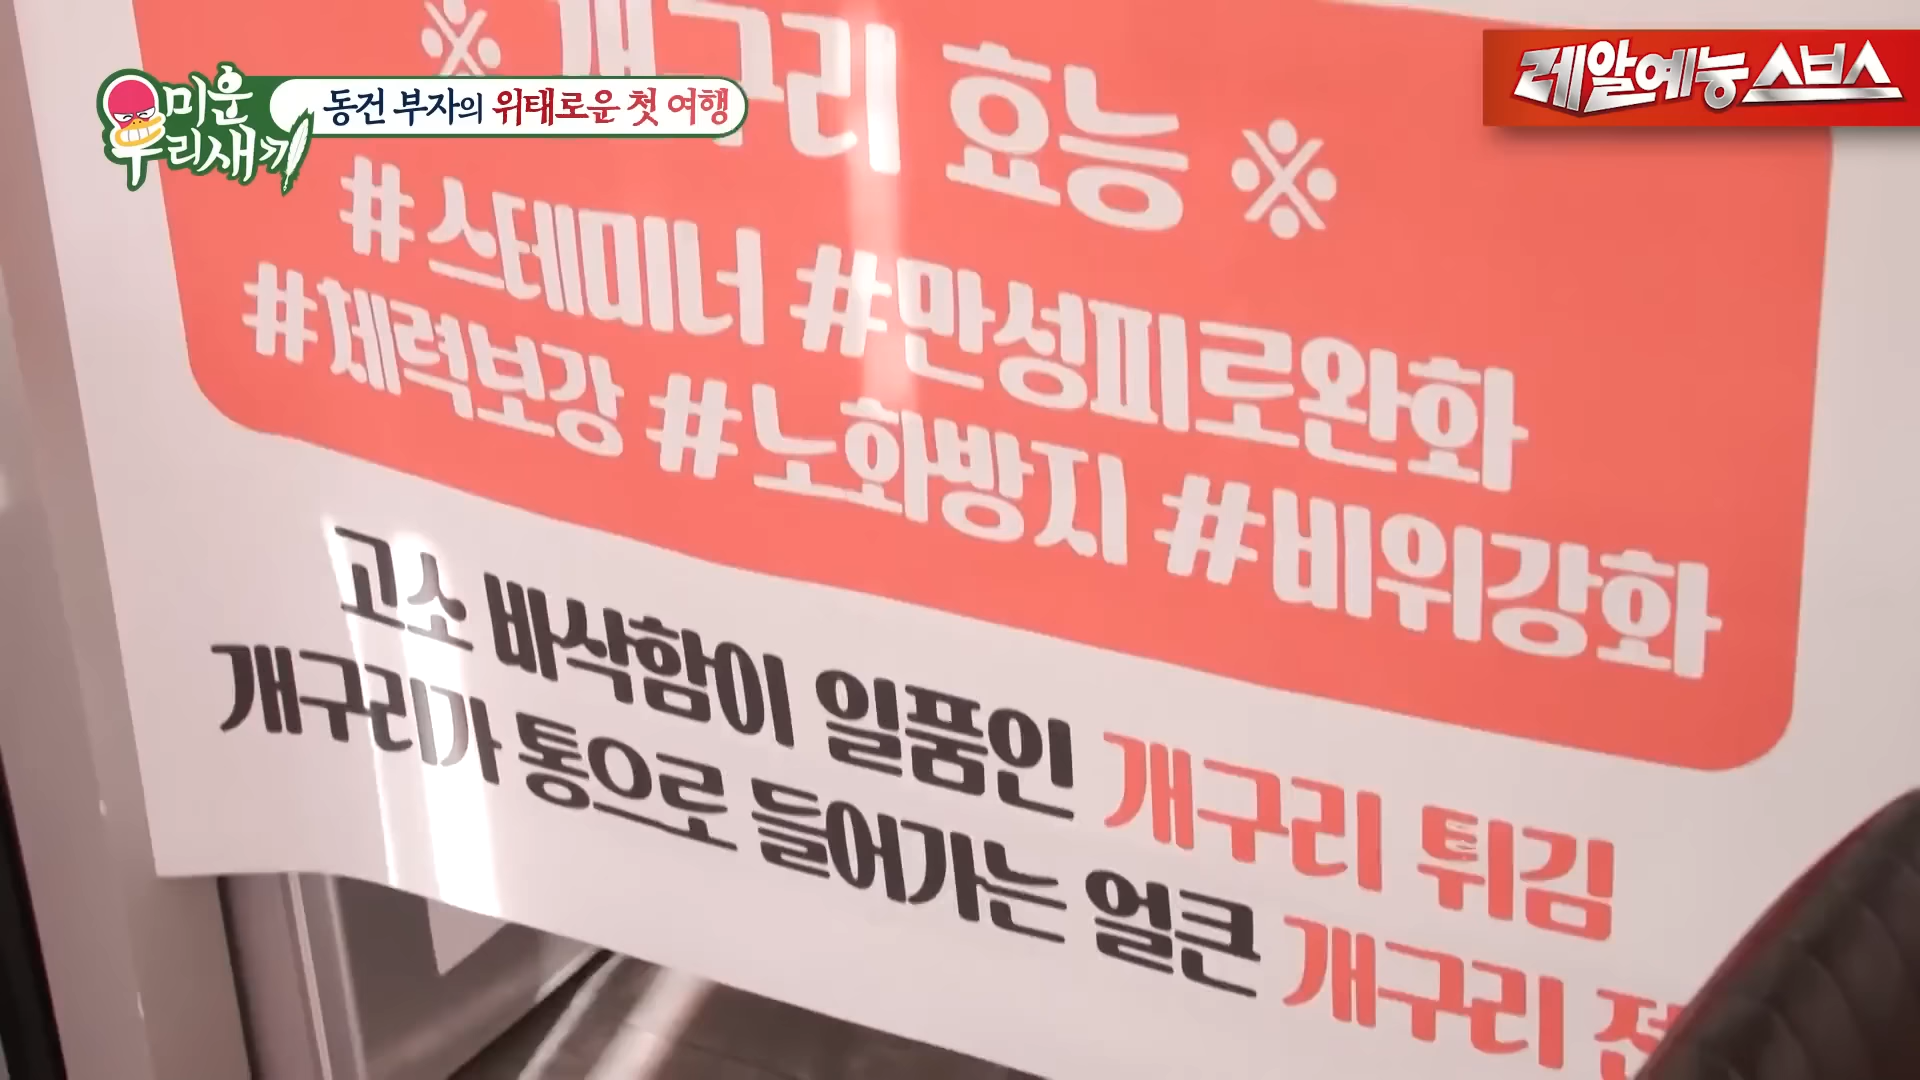 미운
우리새끼
동건 부자의 위태로운 첫 여행
레알예능 스브스
※ 개구리 효능 ※
#스테미너 #만성피로완화
#체력보강 #노화방지 #비위강화
고소 바삭함이 일품인 개구리 튀김
개구리가 통으로 들어가는 얼큰 개구리